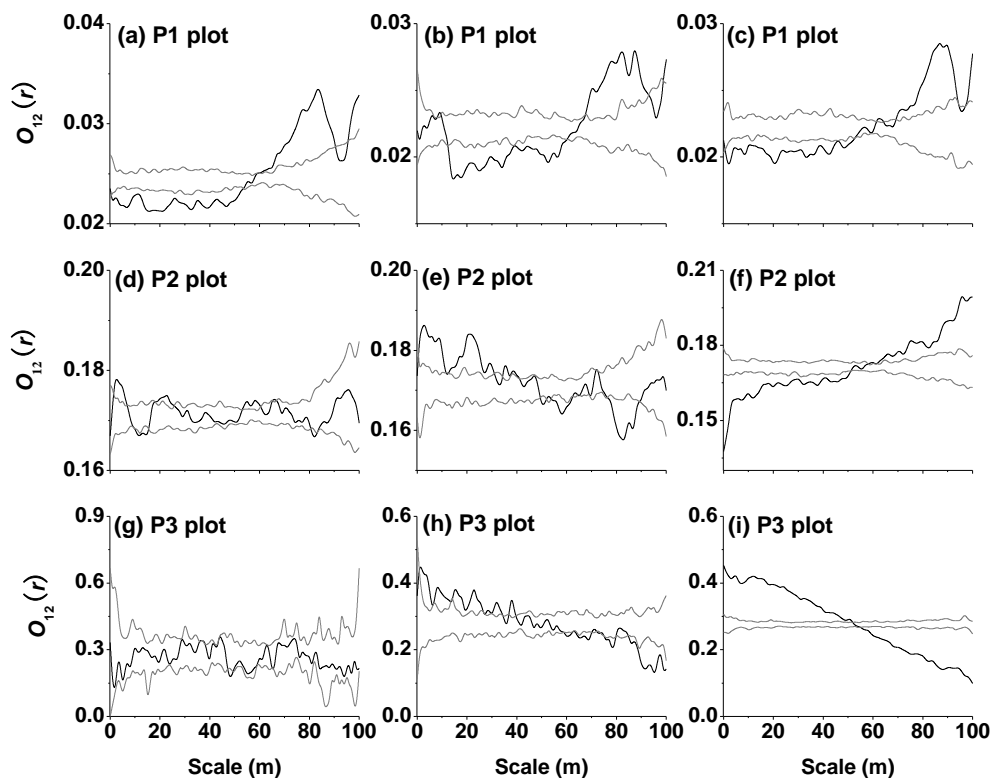 (a) P1 plot
(b) P1 plot
(c) P1 plot
0.04
0.03
0.03
0.03
0.02
0.02
0.02
O12(r)
(d) P2 plot
(e) P2 plot
(f) P2 plot
0.20
0.20
0.21
0.18
0.18
0.18
0.16
0.16
0.15
O12(r)
(g) P3 plot
(h) P3 plot
(i) P3 plot
0.9
0.6
0.6
0.6
0.4
0.4
0.3
0.2
0.2
0.0
0.0
0.0
O12(r)
0 20 40 60 80 100
0 20 40 60 80 100
0 20 40 60 80 100
Scale (m)
Scale (m)
Scale (m)